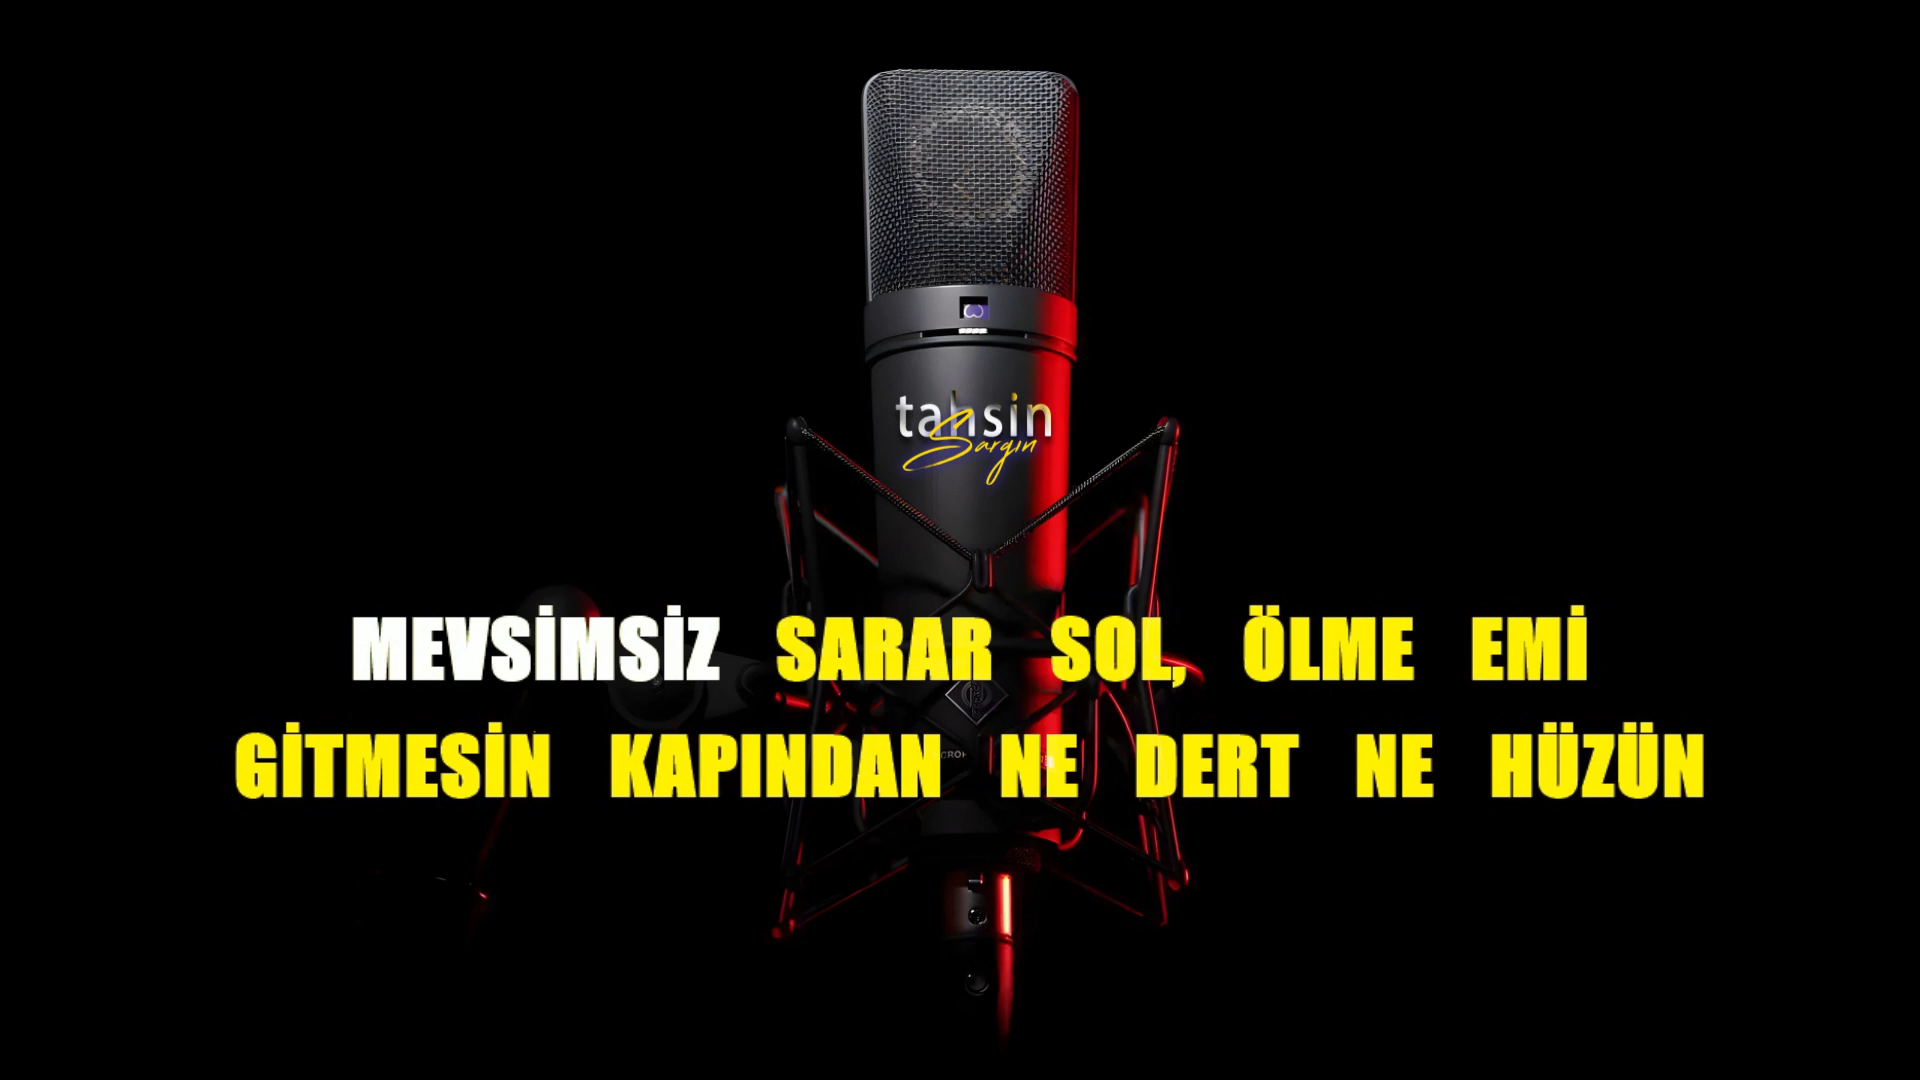 tahsin
Sargın
MEVSİMSİZ SARAR SOL, ÖLME EMİ
GİTMESİN KAPINDAN NE DERT NE HÜZÜN